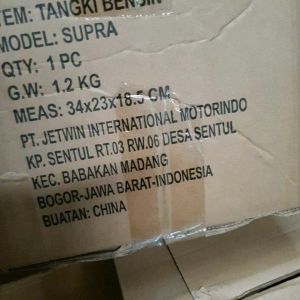 ITEM: TANGKI BENSIN
MODEL: SUPRA
QTY: 1 PC
G.W: 1.2 KG
MEAS: 34x23x18.5 CM
PT. JETWIN INTERNATIONAL MOTORINDO
KP. SENTUL RT.03 RW.06 DESA SENTUL
KEC. BABAKAN MADANG
BOGOR-JAWA BARAT-INDONESIA
BUATAN: CHINA